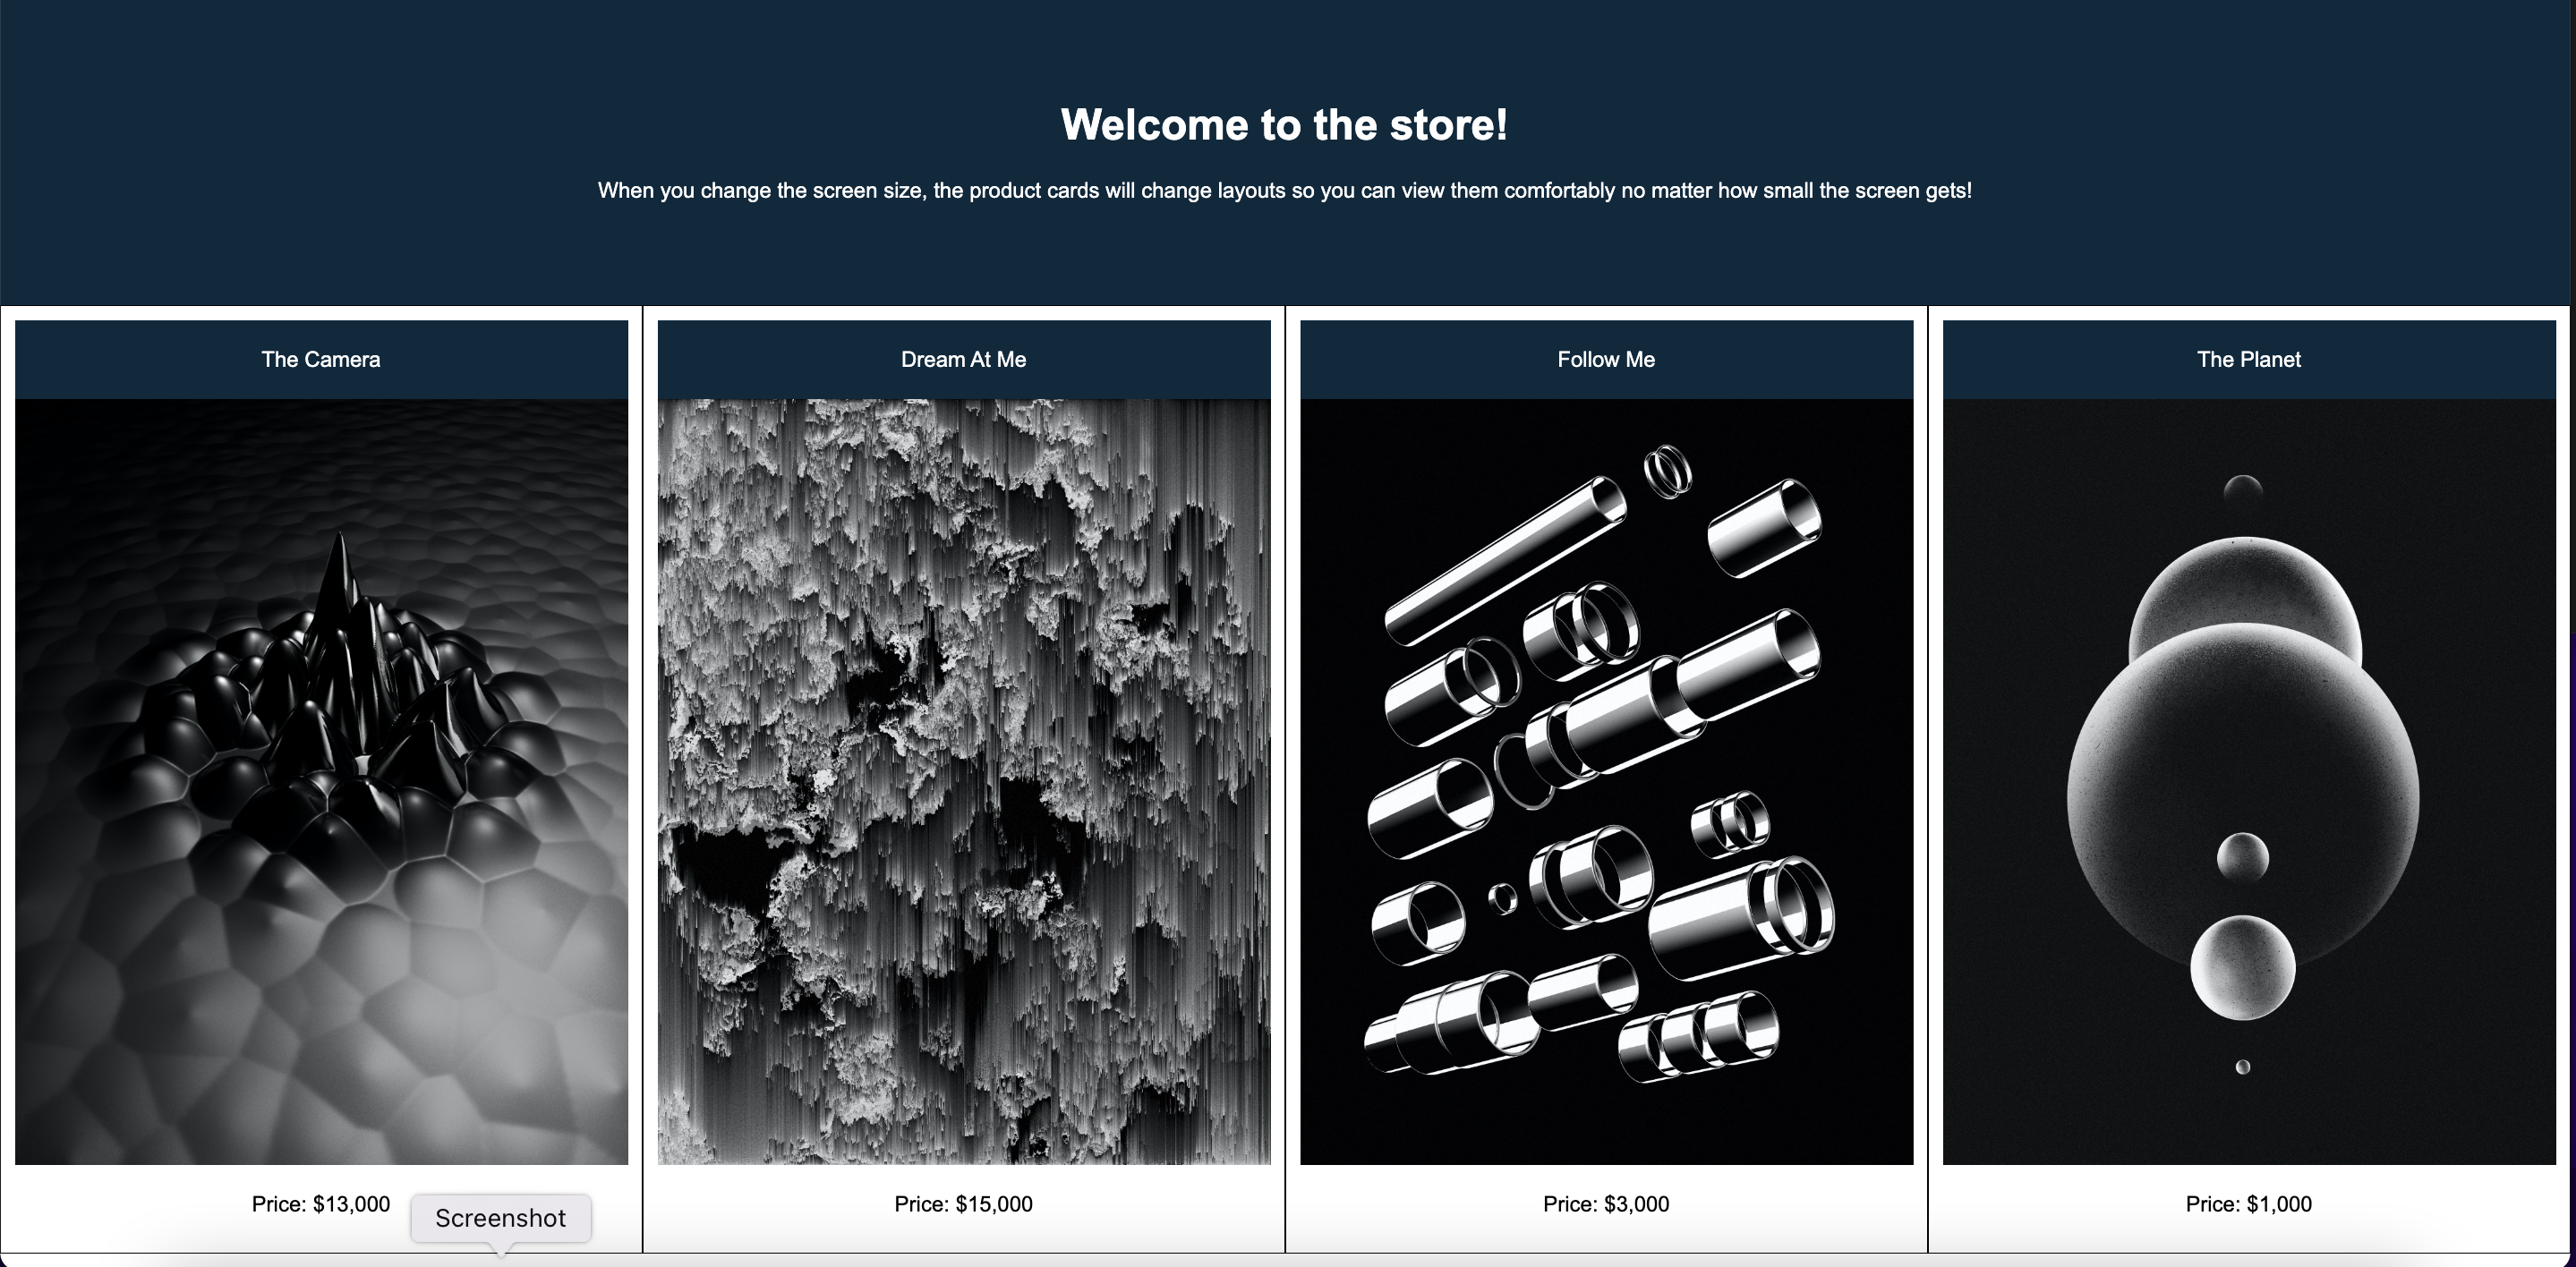 Welcome to the store!
When you change the screen size, the product cards will change layouts so you can view them comfortably no matter how small the screen gets!
The Camera
Dream At Me
Follow Me
The Planet
Price: $13,000
Price: $15,000
Price: $3,000
Price: $1,000
Screenshot